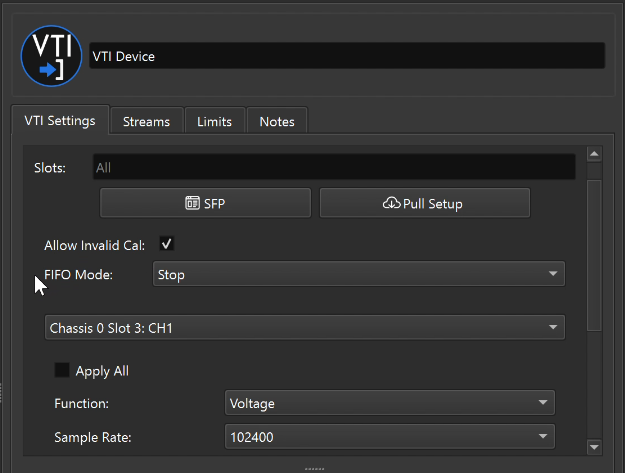 VTI
VTI Device
VTI Settings Streams Limits Notes
Slots: All
SFP Pull Setup
Allow Invalid Cal:
FIFO Mode: Stop
Chassis 0 Slot 3: CH1
Apply All
Function: Voltage
Sample Rate: 102400